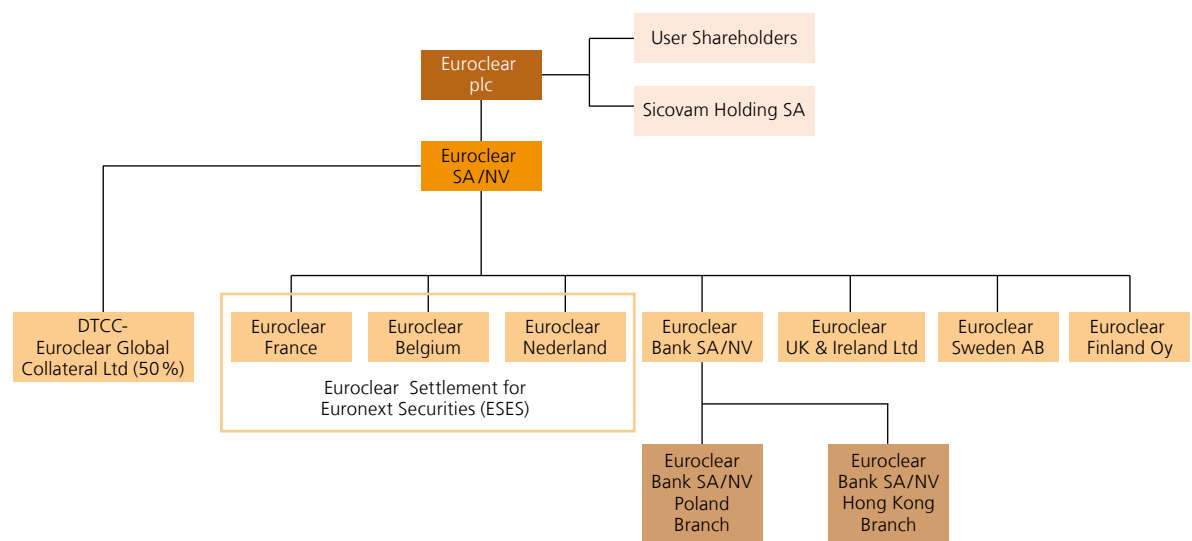 User Shareholders
Euroclear
plc
Sicovam Holding SA
Euroclear
SA/NV
DTCC-
Euroclear Global
Collateral Ltd (50%)
Euroclear
France
Euroclear
Belgium
Euroclear
Nederland
Euroclear Settlement for
Euronext Securities (ESES)
Euroclear
Bank SA/NV
Euroclear
UK & Ireland Ltd
Euroclear
Sweden AB
Euroclear
Finland Oy
Euroclear
Bank SA/NV
Poland
Branch
Euroclear
Bank SA/NV
Hong Kong
Branch